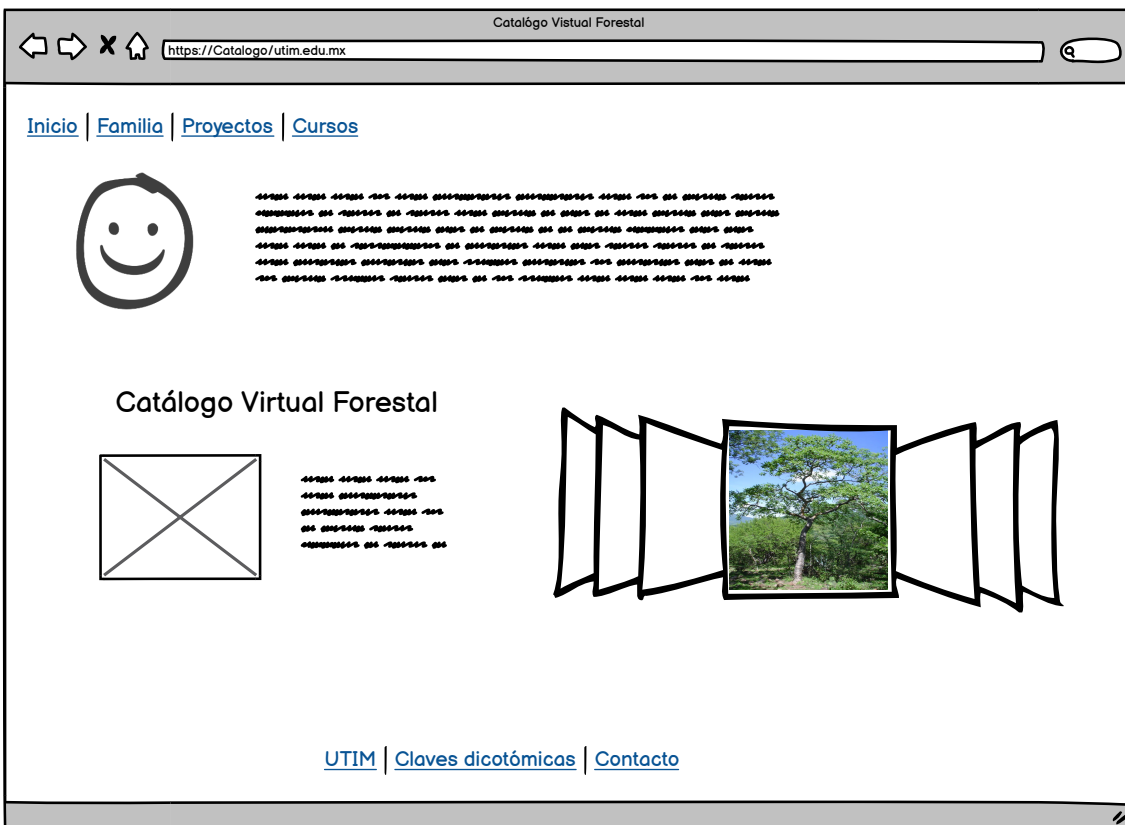 Catalógo Vistual Forestal
https://Catalogo/utim.edu.mx
Inicio | Familia | Proyectos | Cursos
Catálogo Virtual Forestal
UTIM | Claves dicotómicas | Contacto